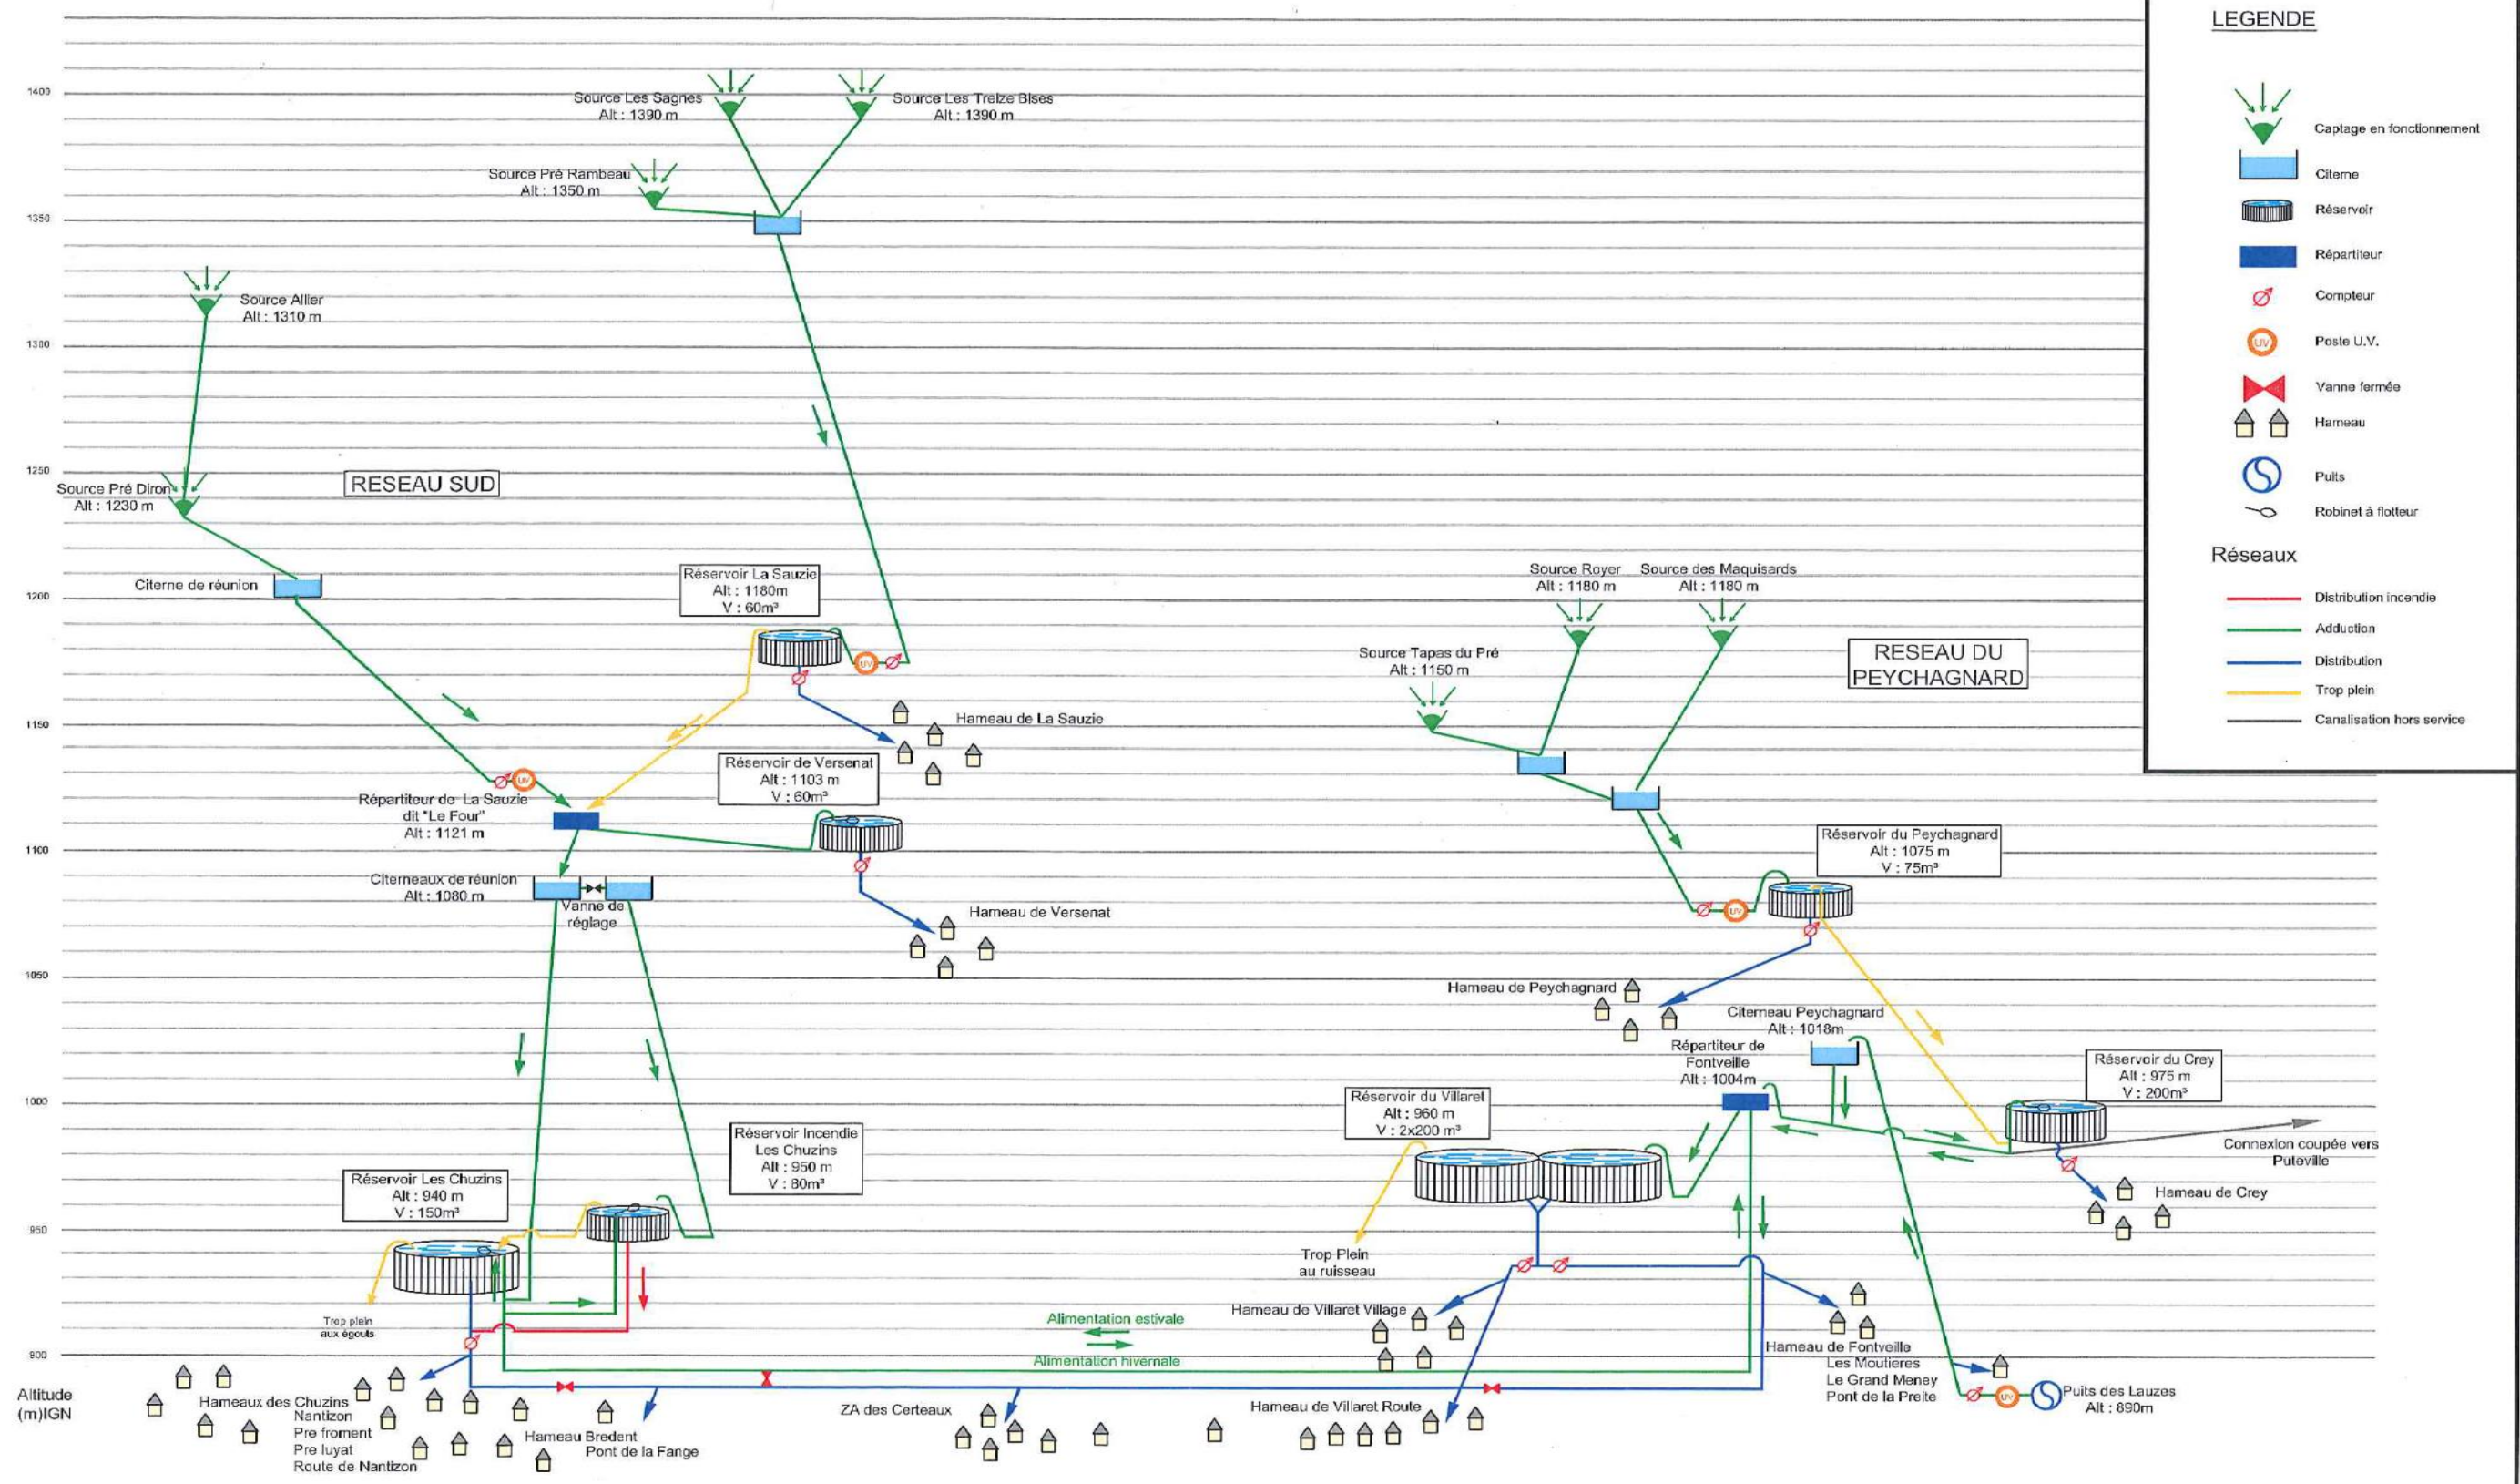 LEGENDE
Captage en fonctionnement
Citerne
Réservoir
Répartiteur
Compteur
UV
Poste U.V.
Vanne fermée
Hameau
Puits
Robinet à flotteur
Réseaux
Distribution incendie
Adduction
Distribution
Trop plein
Canalisation hors service
1400
1350
1300
1250
1200
1150
1100
1050
1000
950
900
Altitude
(m)IGN
Source Les Sagnes
Alt : 1390 m
Source Les Treize Bises
Alt : 1390 m
Source Pré Rambeau
Alt : 1350 m
Source Allier
Alt : 1310 m
RESEAU SUD
Source Pré Diron
Alt : 1230 m
Citerne de réunion
Réservoir La Sauzie
Alt : 1180m
V : 60m³
UV
Hameau de La Sauzie
Réservoir de Versenat
Alt : 1103 m
V : 60m³
UV
Répartiteur de La Sauzie
dit "Le Four"
Alt : 1121 m
Citerneaux de réunion
Alt : 1080 m
Vanne de
réglage
Hameau de Versenat
Source Royer
Alt : 1180 m
Source des Maquisards
Alt : 1180 m
Source Tapas du Pré
Alt : 1150 m
RESEAU DU
PEYCHAGNARD
Réservoir du Peychagnard
Alt : 1075 m
V : 75m³
UV
Hameau de Peychagnard
Citerneau Peychagnard
Alt : 1018m
Répartiteur de
Fontveille
Alt : 1004m
Réservoir du Crey
Alt : 975 m
V : 200m³
Connexion coupée vers
Puteville
Hameau de Crey
Réservoir du Villaret
Alt : 960 m
V : 2x200 m³
Trop Plein
au ruisseau
Réservoir Incendie
Les Chuzins
Alt : 950 m
V : 80m³
Réservoir Les Chuzins
Alt : 940 m
V : 150m³
Trop plein
aux égouts
Alimentation estivale
Alimentation hivernale
Hameau de Villaret Village
Hameau de Fontveille
Les Moutieres
Le Grand Meney
Pont de la Preite
UV
Puits des Lauzes
Alt : 890m
Hameaux des Chuzins
Nantizon
Pre froment
Pre luyat
Route de Nantizon
Hameau Bredent
Pont de la Fange
ZA des Certeaux
Hameau de Villaret Route